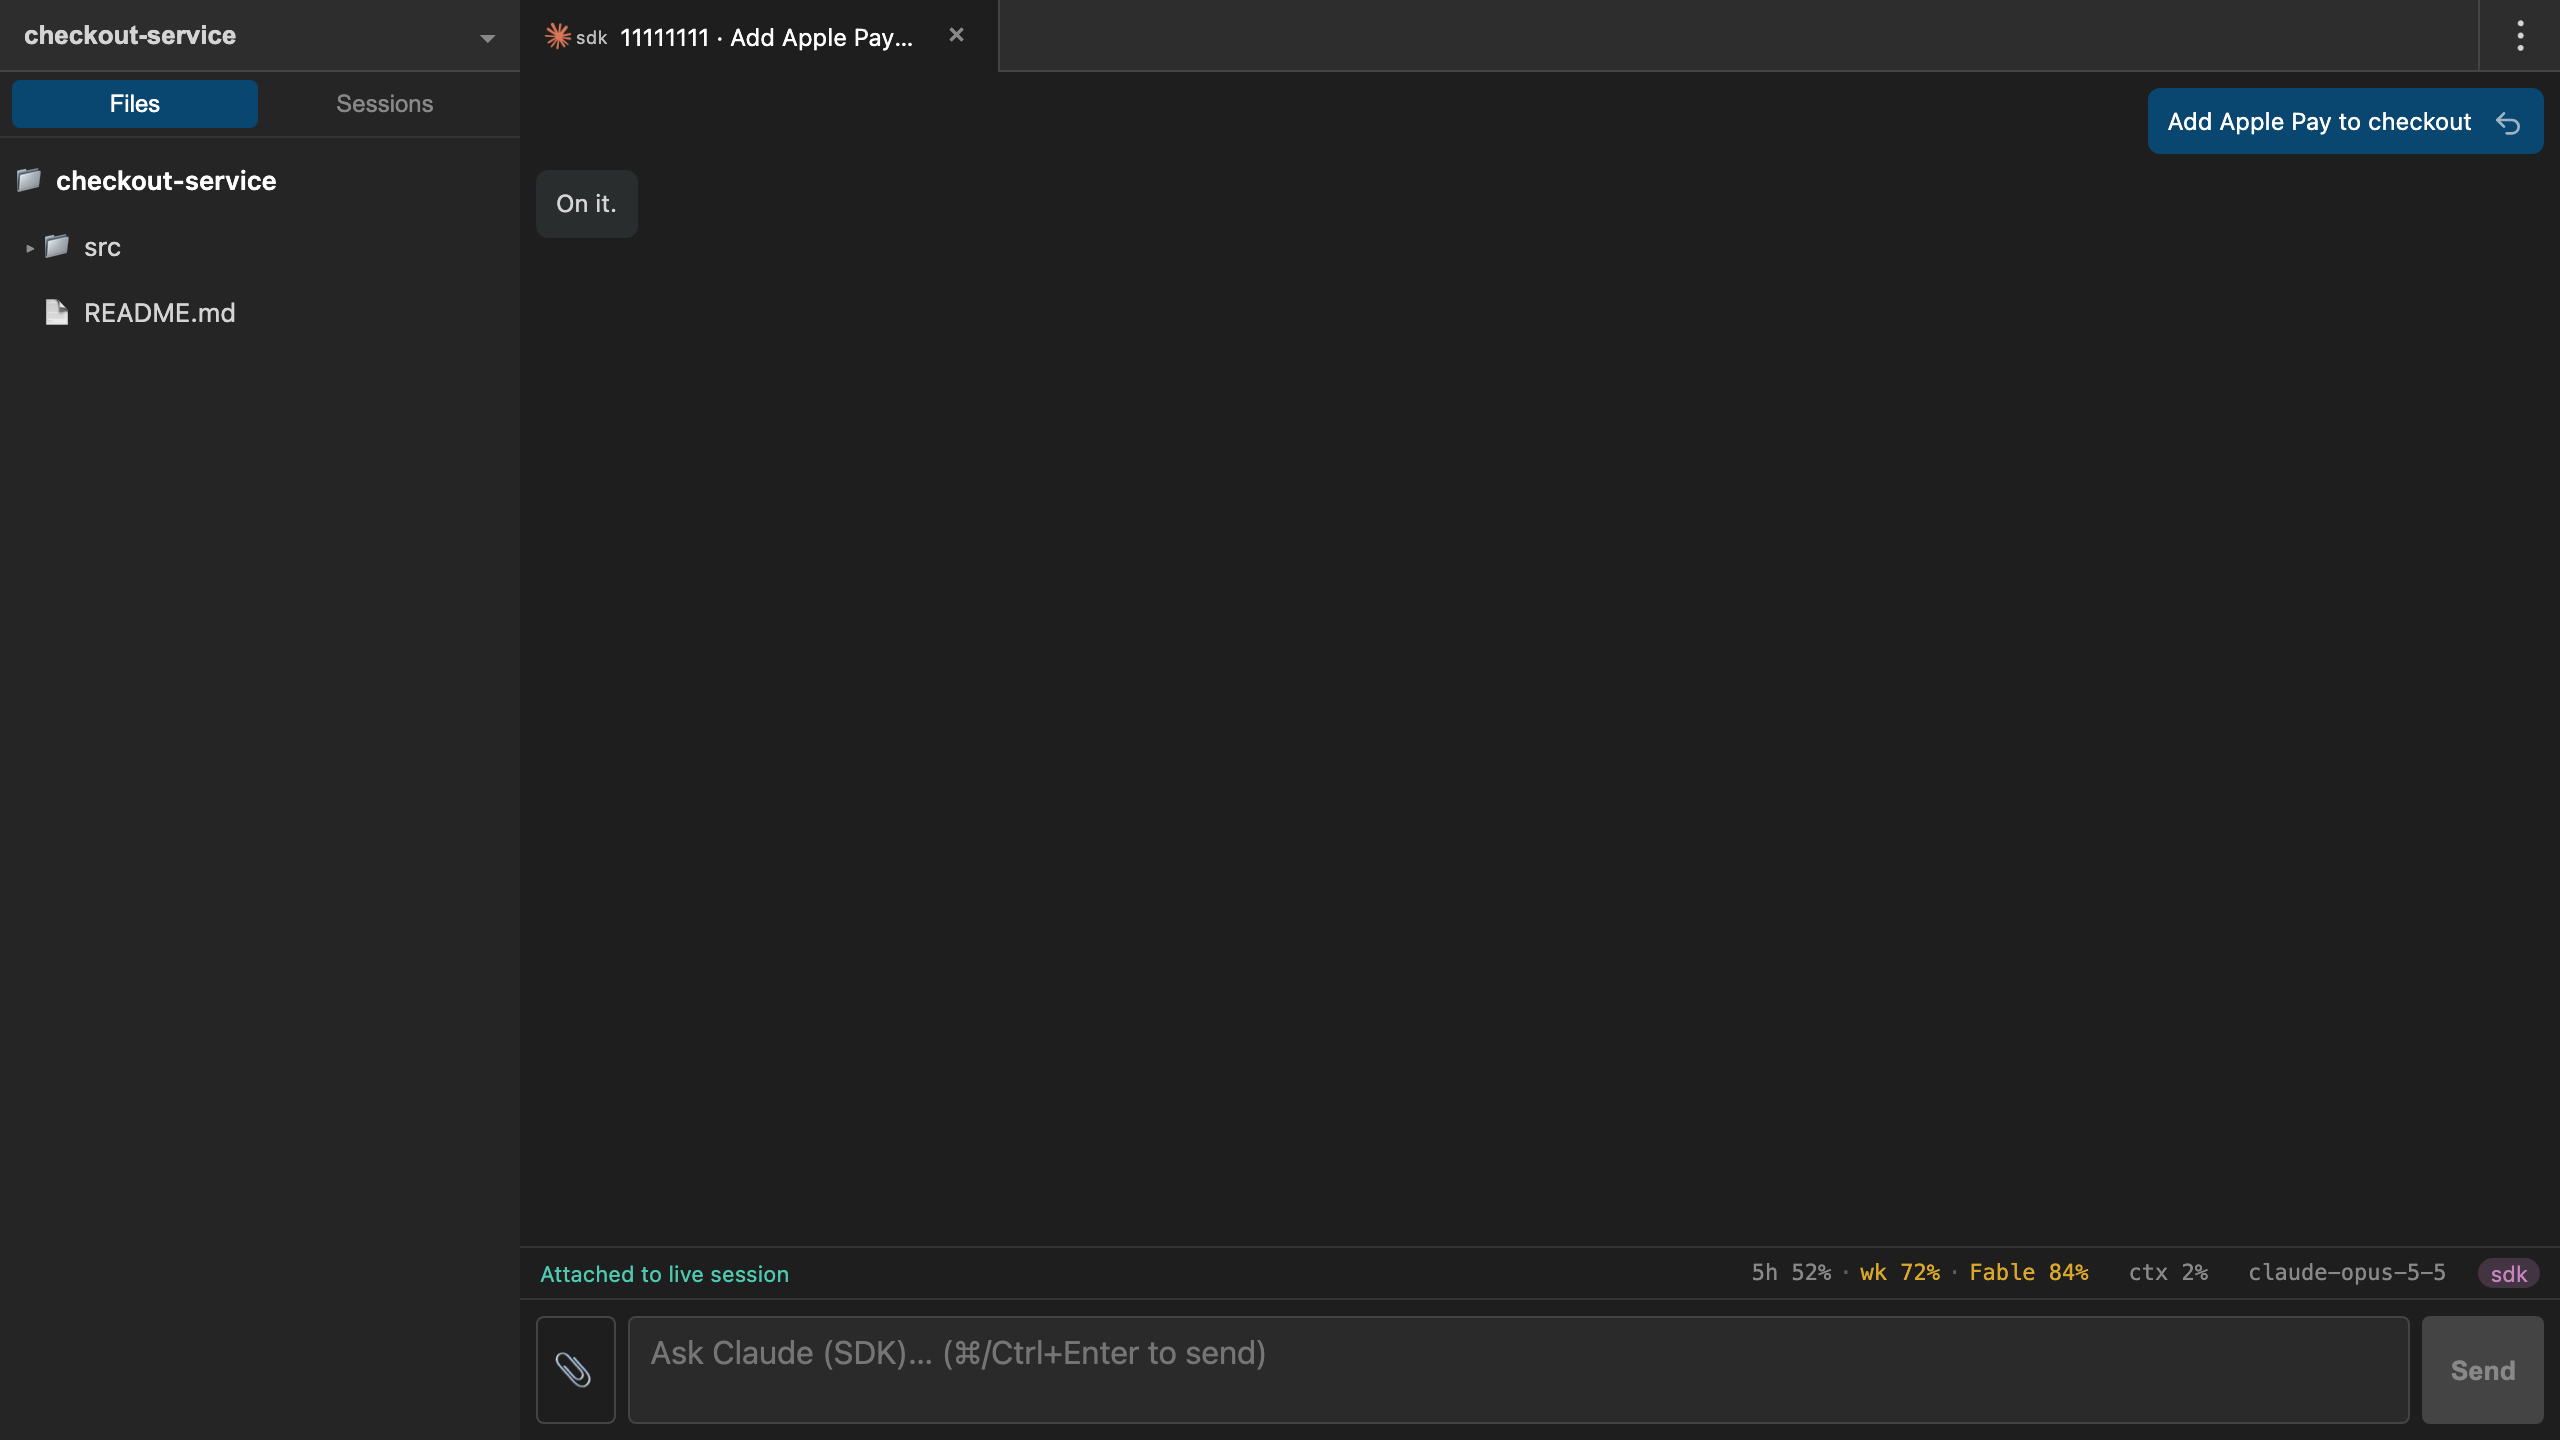 checkout-service
Files
Sessions
checkout-service
src
README.md
sdk 11111111 · Add Apple Pay... ×
Add Apple Pay to checkout
On it.
Attached to live session
5h 52% · wk 72% · Fable 84% ctx 2% claude-opus-5-5 sdk
Ask Claude (SDK)... (⌘/Ctrl+Enter to send)
Send